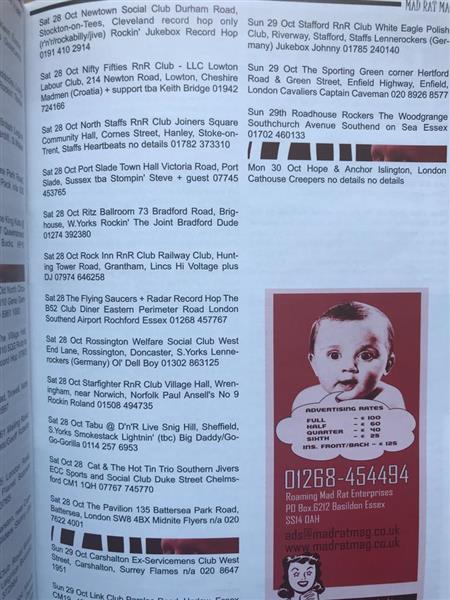 MAD RAT MA
Sat 28 Oct Newtown Social Club Durham Road,
Stockton-on-Tees, Cleveland record hop only
(r'n'r/rockabilly/jive) Rockin' Jukebox Record Hop
0191 410 2914
Sat 28 Oct Nifty Fifties RnR Club - LLC Lowton
Labour Club, 214 Newton Road, Lowton, Cheshire
Madmen (Croatia) + support tba Keith Bridge 01942
724166
Sat 28 Oct North Staffs RnR Club Joiners Square
Community Hall, Cornes Street, Hanley, Stoke-on-
Trent, Staffs Heartbeats no details 01782 373310
Sat 28 Oct Port Slade Town Hall Victoria Road, Port
Slade, Sussex tba Stompin' Steve + guest 07745
453765
Sat 28 Oct Ritz Ballroom 73 Bradford Road, Brig-
house, W.Yorks Rockin' The Joint Bradford Dude
01274 392380
Sat 28 Oct Rock Inn RnR Club Railway Club, Hunt-
ing Tower Road, Grantham, Lincs Hi Voltage plus
DJ 07974 646258
Sat 28 The Flying Saucers + Radar Record Hop The
B52 Club Diner Eastern Perimeter Road London
Southend Airport Rochford Essex 01268 457767
Sat 28 Oct Rossington Welfare Social Club West
End Lane, Rossington, Doncaster, S.Yorks Lenne-
rockers (Germany) Ol' Dell Boy 01302 863125
Sat 28 Oct Starfighter RnR Club Village Hall, Wren-
ingham, near Norwich, Norfolk Paul Ansell's No 9
Rockin Roland 01508 494735
Sat 28 Oct Tabu @ D'n'R Live Snig Hill, Sheffield,
S.Yorks Smokestack Lightnin' (tbc) Big Daddy/Go-
Go-Gorilla 0114 257 6953
Sat Oct 28 Cat & The Hot Tin Trio Southern Jivers
ECC Sports and Social Club Duke Street Chelms-
ford CM1 1QH 07767 745770
Sat 28 Oct The Pavilion 135 Battersea Park Road,
Battersea, London SW8 4BX Midnite Flyers n/a 020
7622 4001
Sun 29 Oct Carshalton Ex-Servicemens Club West
Street, Carshalton, Surrey Flames n/a 020 8647
1951
Sun 29 Oct Link Club
Sun 29 Oct Stafford RnR Club White Eagle Polish
Club, Riverway, Stafford, Staffs Lennerockers (Ger-
many) Jukebox Johnny 01785 240140
Sun 29 Oct The Sporting Green corner Hertford
Road & Green Street, Enfield Highway, Enfield,
London Cavaliers Captain Caveman 020 8926 8577
Sun 29th Roadhouse Rockers The Woodgrange
Southchurch Avenue Southend on Sea Essex
01702 460133
Mon 30 Oct Hope & Anchor Islington, London
Cathouse Creepers no details no details
ADVERTISING RATES
FULL - € 100
HALF - € 60
QUARTER - € 40
SIXTH - € 25
INS. FRONT/BACK - € 125
01268-454494
Roaming Mad Rat Enterprises
PO Box.6212 Basildon Essex
SS14 0AH
ads@madratmag.co.uk
www.madratmag.co.uk